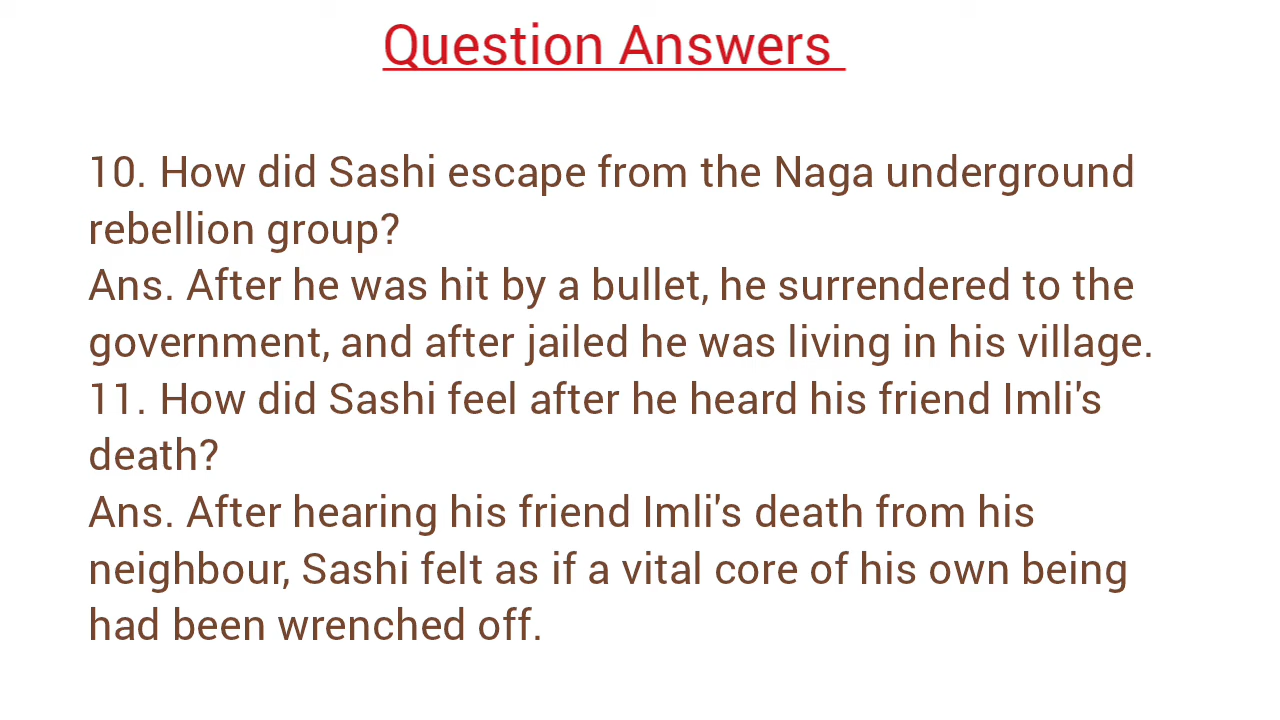 Question Answers
10. How did Sashi escape from the Naga underground
rebellion group?
Ans. After he was hit by a bullet, he surrendered to the
government, and after jailed he was living in his village.
11. How did Sashi feel after he heard his friend Imli's
death?
Ans. After hearing his friend Imli's death from his
neighbour, Sashi felt as if a vital core of his own being
had been wrenched off.